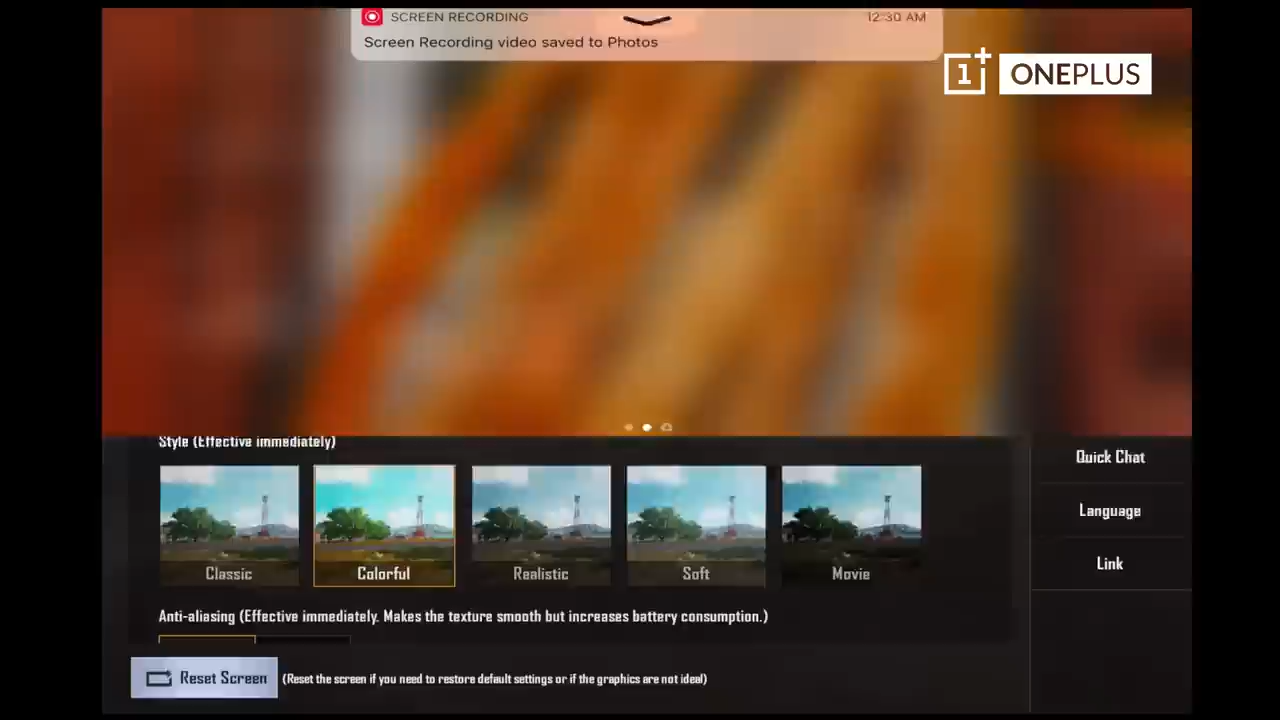 SCREEN RECORDING
12:30 AM
Screen Recording video saved to Photos
1+ ONEPLUS
Style (Effective immediately)
Quick Chat
Language
Link
Classic
Colorful
Realistic
Soft
Movie
Anti-aliasing (Effective immediately. Makes the texture smooth but increases battery consumption.)
Reset Screen
(Reset the screen if you need to restore default settings or if the graphics are not ideal)